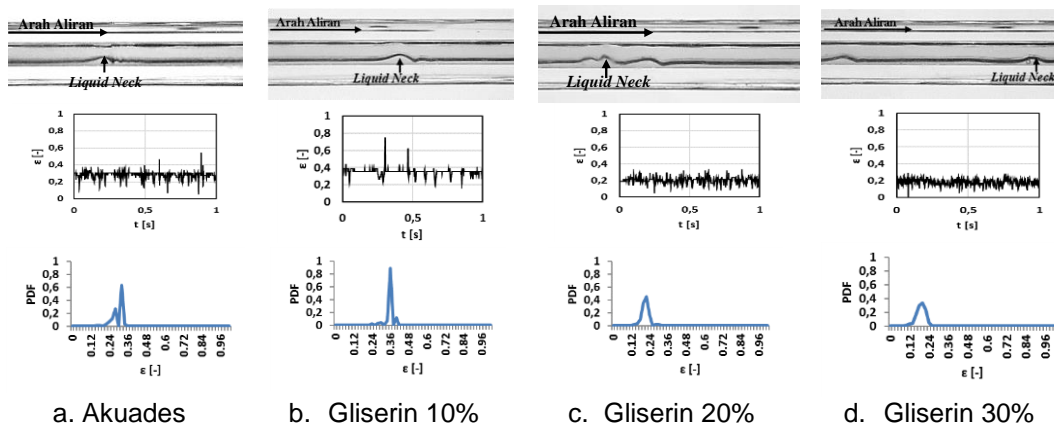 Arah Aliran
Liquid Neck
Arah Aliran
Liquid Neck
Arah Aliran
Liquid Neck
Arah Aliran
Liquid Neck
ε [-]
1
0,8
0,6
0,4
0,2
0
0 0,5 1
t [s]
ε [-]
1
0,8
0,6
0,4
0,2
0
0 0,5 1
t [s]
ε [-]
1
0,8
0,6
0,4
0,2
0
0 0,5 1
t [s]
ε [-]
1
0,8
0,6
0,4
0,2
0
0 0,5 1
t [s]
PDF
1
0,8
0,6
0,4
0,2
0
0 0.12 0.24 0.36 0.48 0.6 0.72 0.84 0.96
ε [-]
PDF
1
0,8
0,6
0,4
0,2
0
0 0.12 0.24 0.36 0.48 0.6 0.72 0.84 0.96
ε [-]
PDF
1
0,8
0,6
0,4
0,2
0
0 0.12 0.24 0.36 0.48 0.6 0.72 0.84 0.96
ε [-]
PDF
1
0,8
0,6
0,4
0,2
0
0 0.12 0.24 0.36 0.48 0.6 0.72 0.84 0.96
ε [-]
a. Akuades
b. Gliserin 10%
c. Gliserin 20%
d. Gliserin 30%